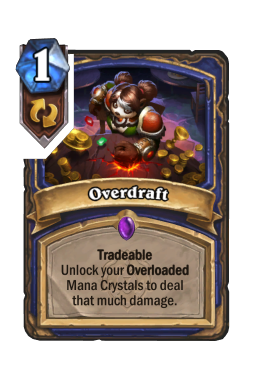 1
Overdraft
Tradeable
Unlock your Overloaded
Mana Crystals to deal
that much damage.